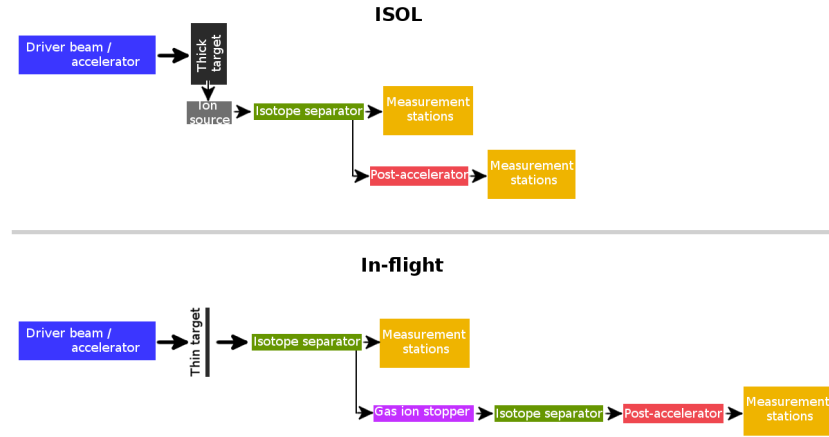 ISOL
Driver beam /
accelerator
Thick
target
Ion
source
Isotope separator
Measurement
stations
Post-accelerator
Measurement
stations
In-flight
Driver beam /
accelerator
Thin target
Isotope separator
Measurement
stations
Gas ion stopper
Isotope separator
Post-accelerator
Measurement
stations